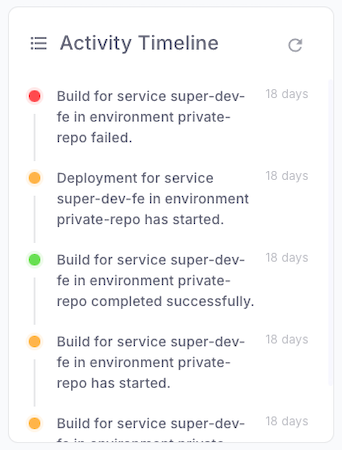 Activity Timeline
Build for service super-dev-
18 days
fe in environment private-
repo failed.
Deployment for service
18 days
super-dev-fe in environment
private-repo has started.
Build for service super-dev-
18 days
fe in environment private-
repo completed successfully.
Build for service super-dev-
18 days
fe in environment private-
repo has started.
Build for service super-dev-
18 days
fe in environment private-